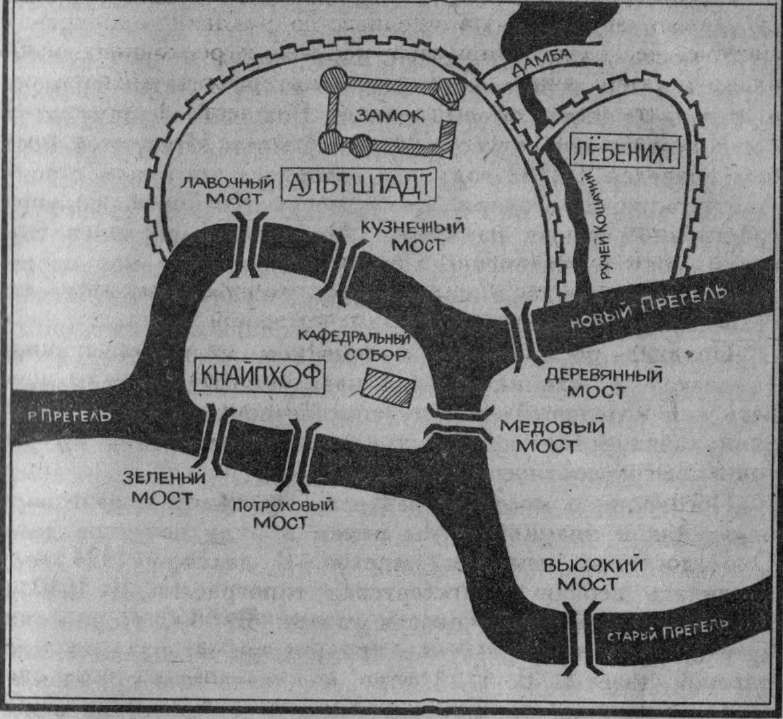 ДАМБА
ЗАМОК
ЛЁБЕНИХТ
ЛАВОЧНЫЙ
МОСТ
АЛЬТШТАДТ
КУЗНЕЧНЫЙ
МОСТ
РУЧЕЙ КОШАЧИЙ
НОВЫЙ ПРЕГЕЛЬ
КАФЕДРАЛЬНЫЙ
СОБОР
КНАЙПХОФ
ДЕРЕВЯННЫЙ
МОСТ
Р. ПРЕГЕЛЬ
МЕДОВЫЙ
МОСТ
ЗЕЛЕНЫЙ
МОСТ
ПОТРОХОВЫЙ
МОСТ
ВЫСОКИЙ
МОСТ
СТАРЫЙ ПРЕГЕЛЬ